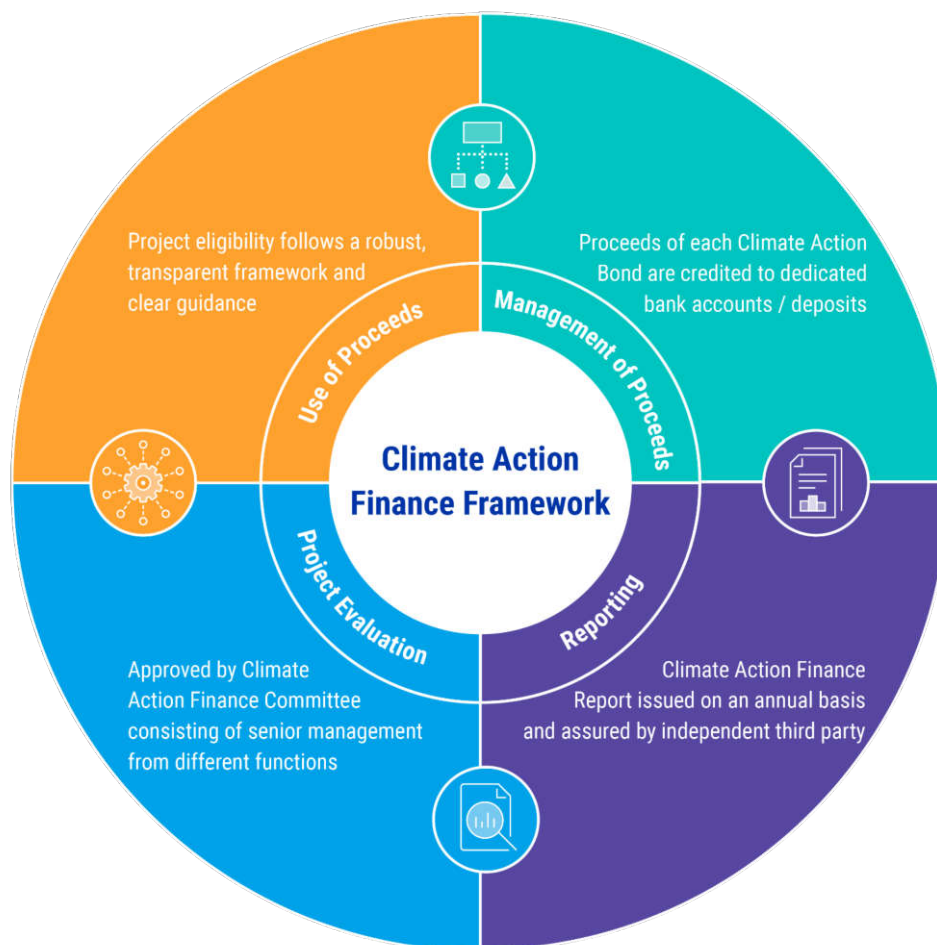 Project eligibility follows a robust,
transparent framework and
clear guidance
Use of Proceeds
Proceeds of each Climate Action
Bond are credited to dedicated
bank accounts / deposits
Management of Proceeds
Climate Action
Finance Framework
Project Evaluation
Approved by Climate
Action Finance Committee
consisting of senior management
from different functions
Reporting
Climate Action Finance
Report issued on an annual basis
and assured by independent third party